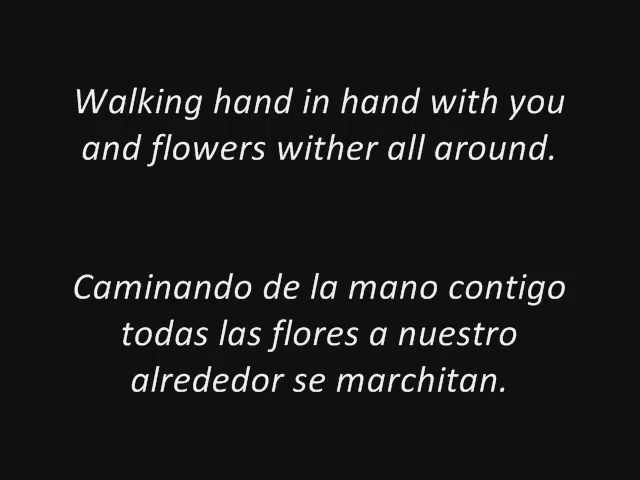 Walking hand in hand with you
and flowers wither all around.
Caminando de la mano contigo
todas las flores a nuestro
alrededor se marchitan.